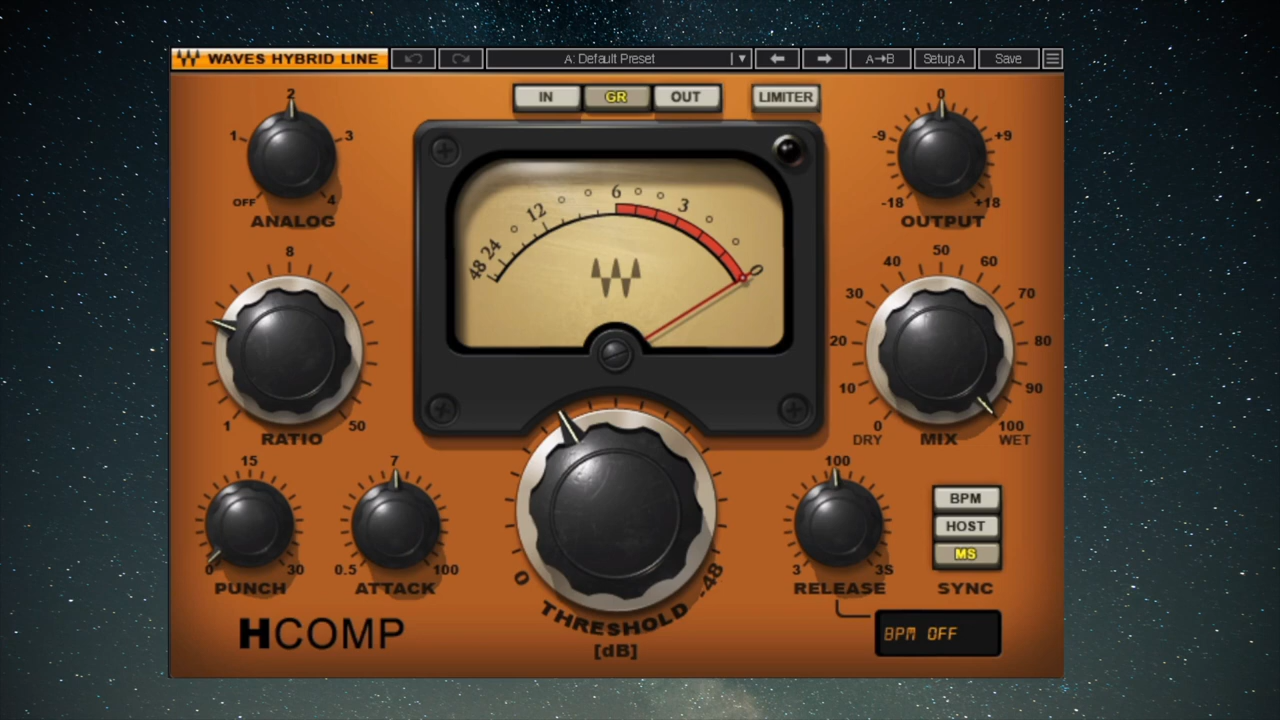 WAVES HYBRID LINE
A: Default Preset
A→B
Setup A
Save
IN
GR
OUT
LIMITER
OFF
1
2
3
4
ANALOG
48
24
12
6
3
0
-18
-9
0
+9
+18
OUTPUT
1
8
50
RATIO
0
10
20
30
40
50
60
70
80
90
100
DRY
MIX
WET
0
15
30
PUNCH
0.5
7
100
ATTACK
0
-48
THRESHOLD
[dB]
3
100
3S
RELEASE
BPM
HOST
MS
SYNC
BPM OFF
HCOMP